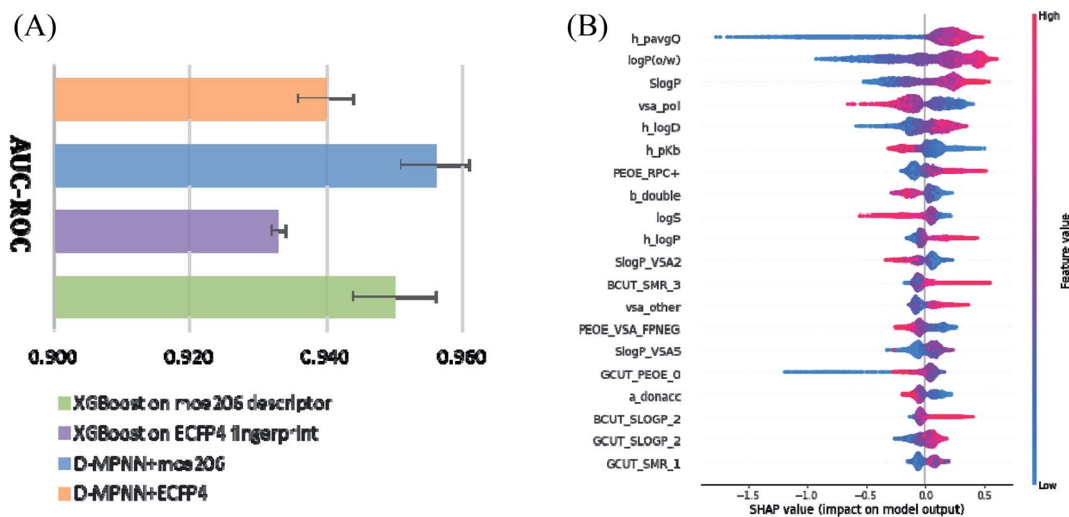 (A)
AUC-ROC
0.900
0.920
0.940
0.960
XGBoost on moe206 descriptor
XGBoost on ECFP4 fingerprint
D-MPNN+moe206
D-MPNN+ECFP4
(B)
h_pavgQ
logP(o/w)
SlogP
vsa_pol
h_logD
h_pKb
PEOE_RPC+
b_double
logS
h_logP
SlogP_VSA2
BCUT_SMR_3
vsa_other
PEOE_VSA_FPNEG
SlogP_VSA5
GCUT_PEOE_0
a_donacc
BCUT_SLOGP_2
GCUT_SLOGP_2
GCUT_SMR_1
−1.5
−1.0
−0.5
0.0
0.5
SHAP value (impact on model output)
High
Feature value
Low